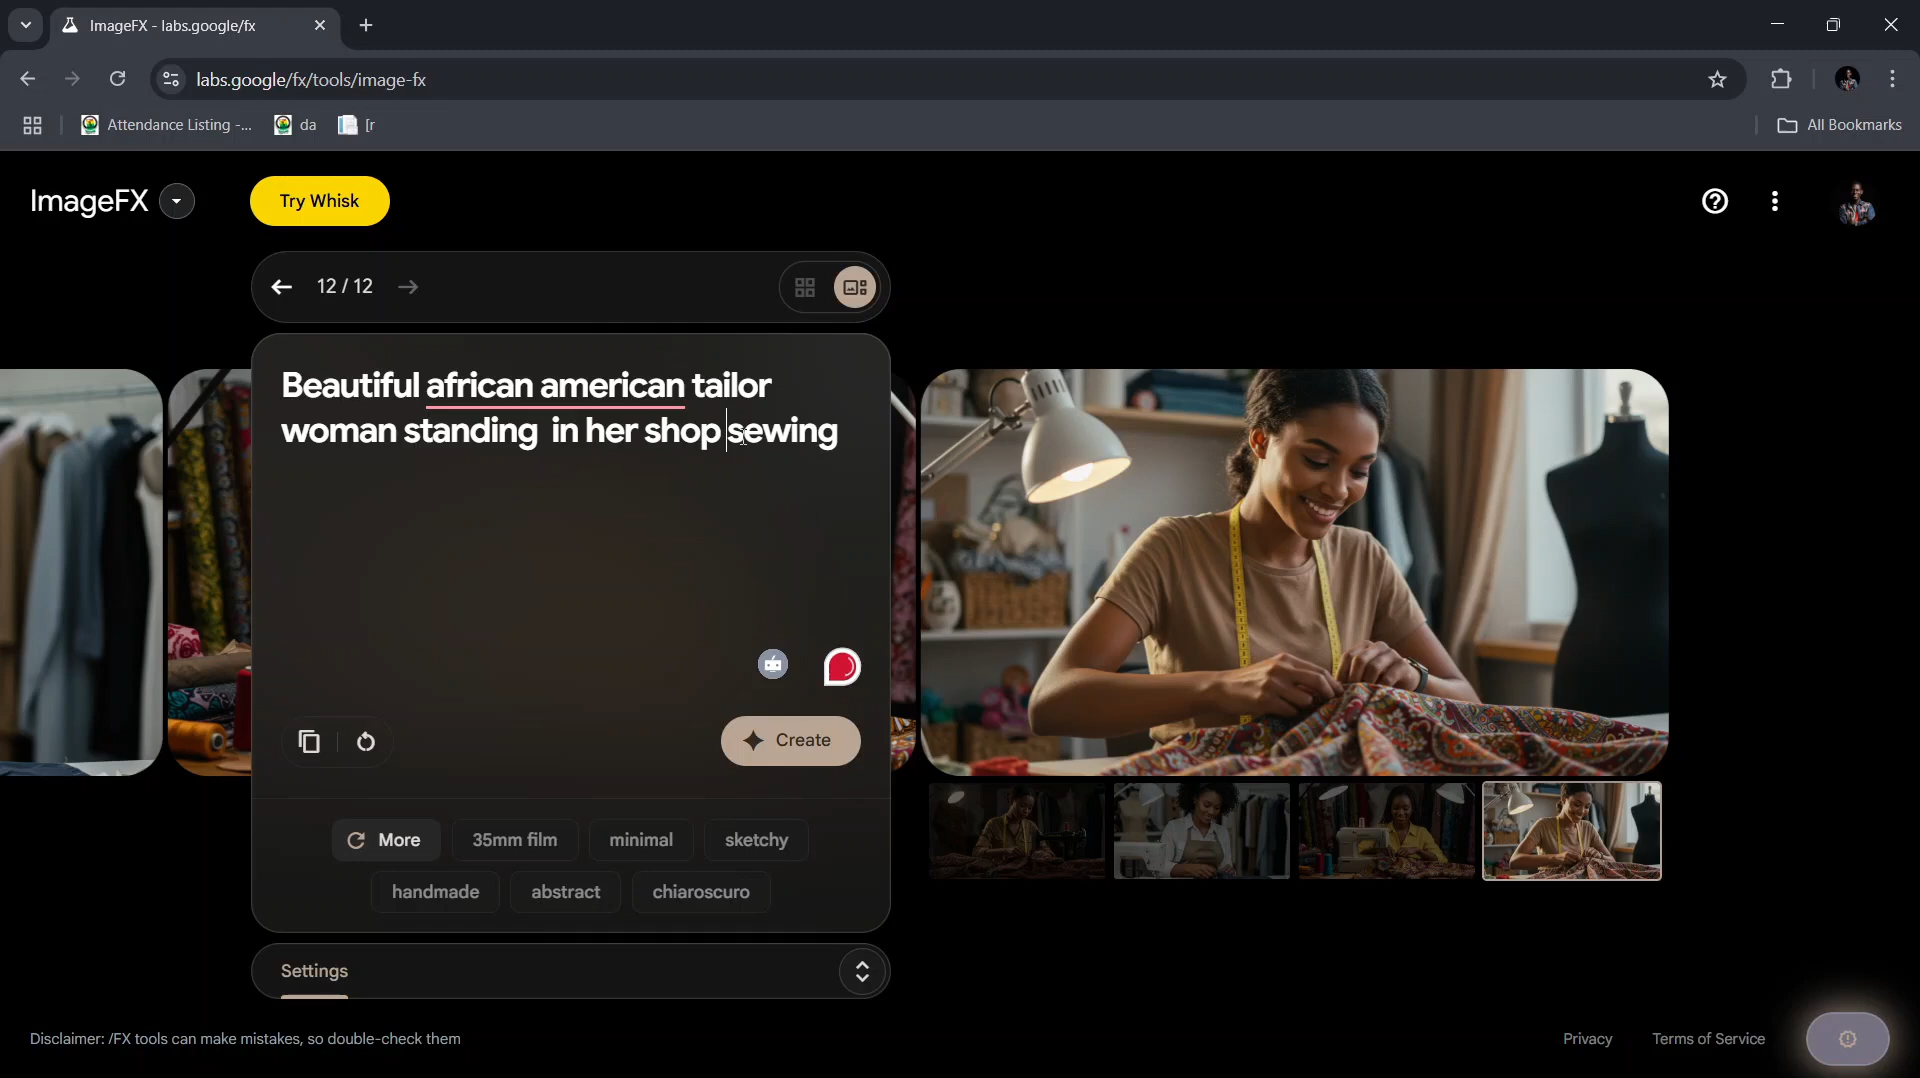 ImageFX - labs.google/fx
labs.google/fx/tools/image-fx
Attendance Listing -...
da
[r
All Bookmarks
ImageFX
Try Whisk
12 / 12
Beautiful african american tailor
woman standing  in her shop sewing
Create
More
35mm film
minimal
sketchy
handmade
abstract
chiaroscuro
Settings
Disclaimer: /FX tools can make mistakes, so double-check them
Privacy
Terms of Service